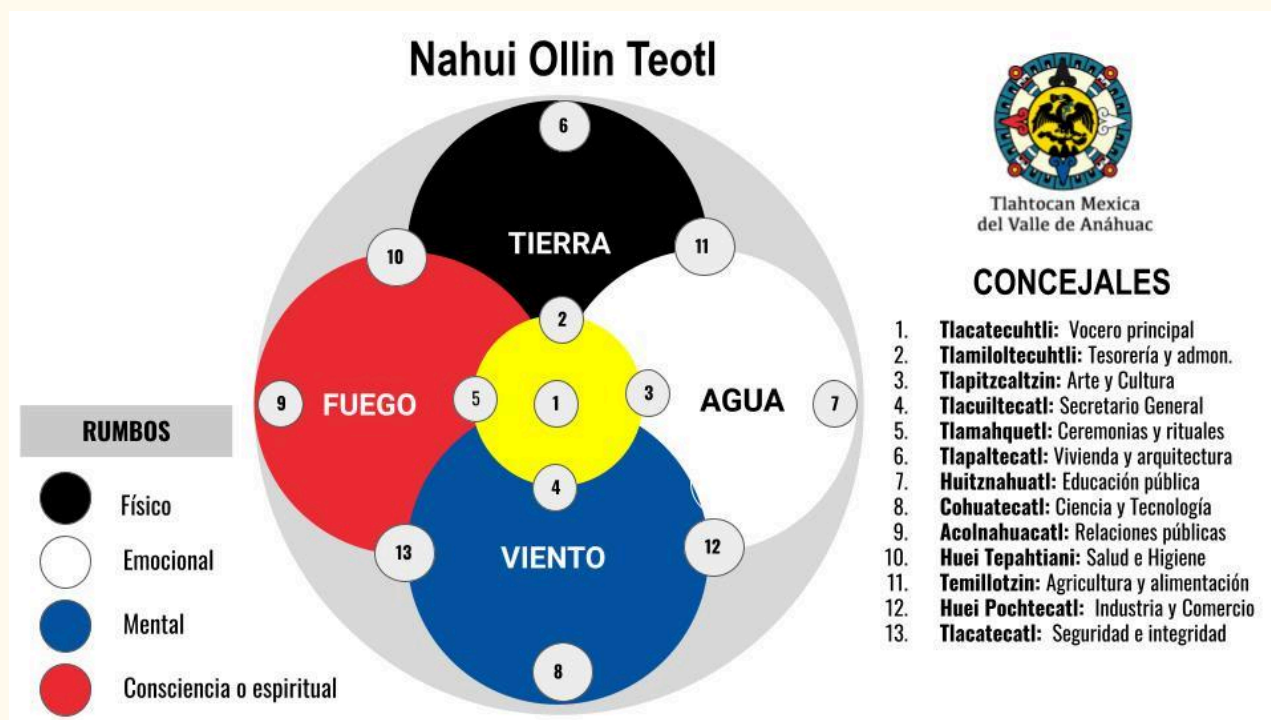 Nahui Ollin Teotl
6
TIERRA
10
11
2
FUEGO
9
5
1
3
AGUA
7
4
VIENTO
13
12
8
RUMBOS
Físico
Emocional
Mental
Consciencia o espiritual
Tlahtocan Mexica
del Valle de Anáhuac
CONCEJALES
1. Tlacatecuhtli: Vocero principal
2. Tlamiloltecuhtli: Tesorería y admon.
3. Tlapitzcaltzin: Arte y Cultura
4. Tlacuiltecatl: Secretario General
5. Tlamahquetl: Ceremonias y rituales
6. Tlapaltecatl: Vivienda y arquitectura
7. Huitznahuatl: Educación pública
8. Cohuatecatl: Ciencia y Tecnología
9. Acolnahuacatl: Relaciones públicas
10. Huei Tepahtiani: Salud e Higiene
11. Temillotzin: Agricultura y alimentación
12. Huei Pochtecatl: Industria y Comercio
13. Tlacatecatl: Seguridad e integridad